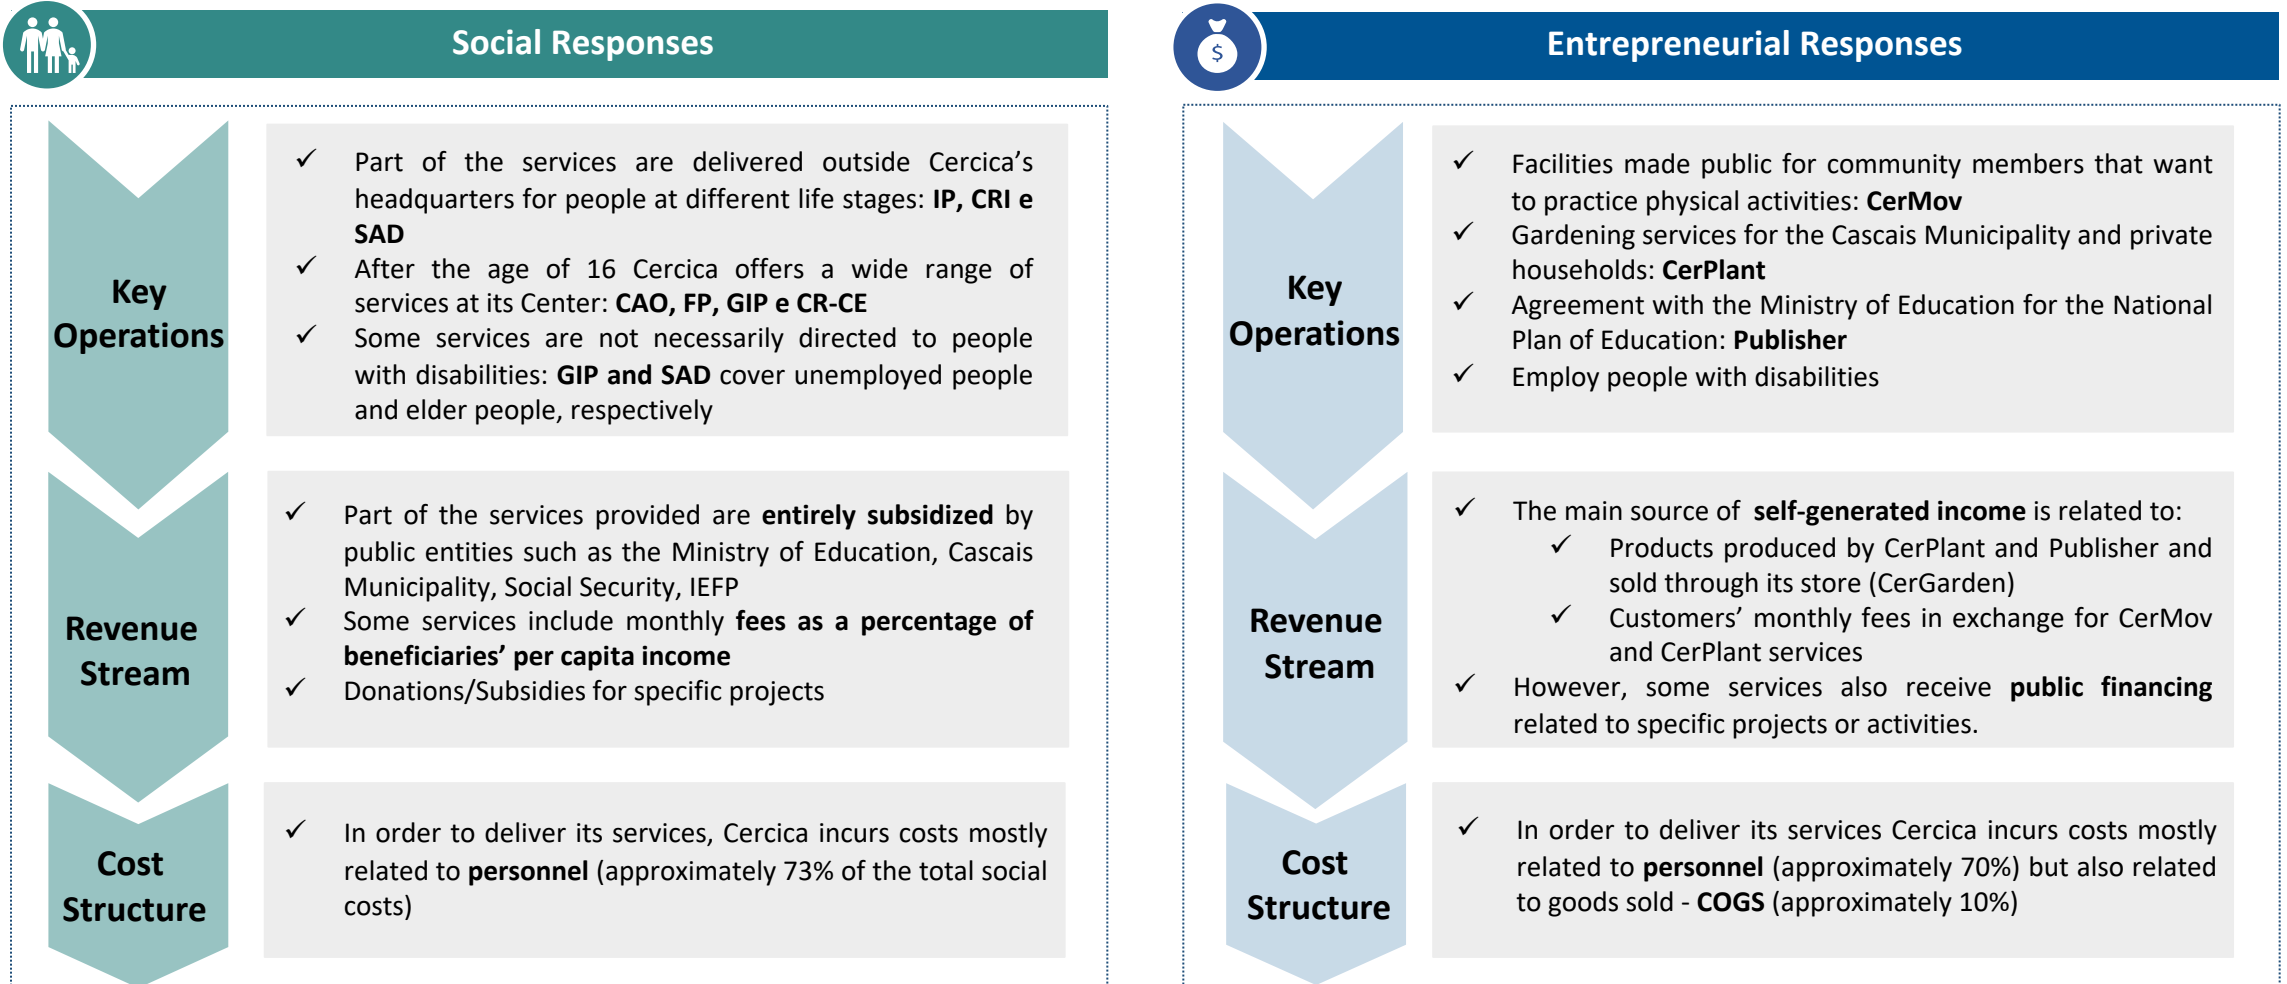 Social Responses
Key
Operations
Part of the services are delivered outside Cercica’s
headquarters for people at different life stages: IP, CRI e
SAD
After the age of 16 Cercica offers a wide range of
services at its Center: CAO, FP, GIP e CR-CE
Some services are not necessarily directed to people
with disabilities: GIP and SAD cover unemployed people
and elder people, respectively
Revenue
Stream
Part of the services provided are entirely subsidized by
public entities such as the Ministry of Education, Cascais
Municipality, Social Security, IEFP
Some services include monthly fees as a percentage of
beneficiaries’ per capita income
Donations/Subsidies for specific projects
Cost
Structure
In order to deliver its services, Cercica incurs costs mostly
related to personnel (approximately 73% of the total social
costs)
$
Entrepreneurial Responses
Key
Operations
Facilities made public for community members that want
to practice physical activities: CerMov
Gardening services for the Cascais Municipality and private
households: CerPlant
Agreement with the Ministry of Education for the National
Plan of Education: Publisher
Employ people with disabilities
Revenue
Stream
The main source of self-generated income is related to:
Products produced by CerPlant and Publisher and
sold through its store (CerGarden)
Customers’ monthly fees in exchange for CerMov
and CerPlant services
However, some services also receive public financing
related to specific projects or activities.
Cost
Structure
In order to deliver its services Cercica incurs costs mostly
related to personnel (approximately 70%) but also related
to goods sold - COGS (approximately 10%)